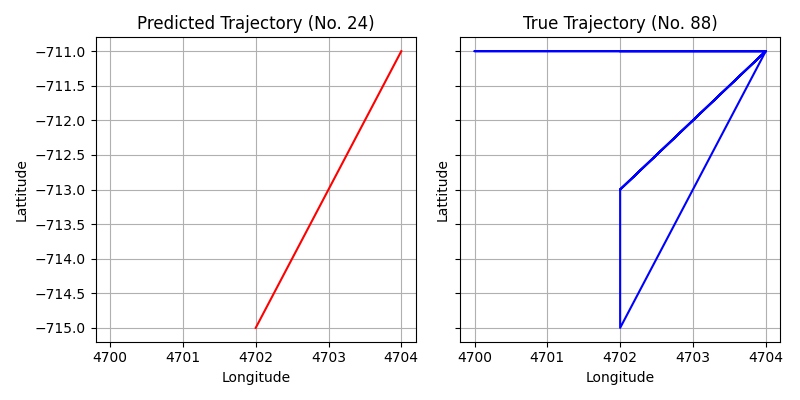 Predicted Trajectory (No. 24)
−711.0
−711.5
−712.0
−712.5
−713.0
−713.5
−714.0
−714.5
−715.0
Lattitude
4700 4701 4702 4703 4704
Longitude
True Trajectory (No. 88)
Lattitude
4700 4701 4702 4703 4704
Longitude